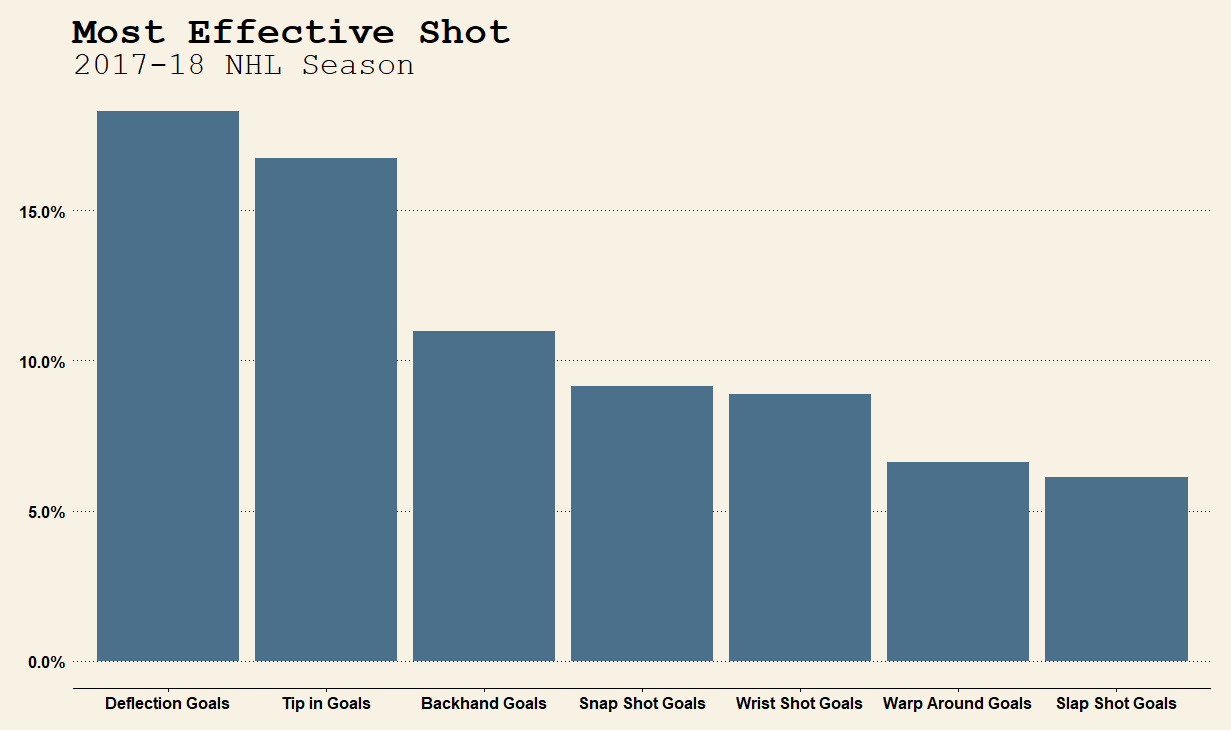 Most Effective Shot
2017-18 NHL Season
15.0%
10.0%
5.0%
0.0%
Deflection Goals Tip in Goals Backhand Goals Snap Shot Goals Wrist Shot Goals Warp Around Goals Slap Shot Goals